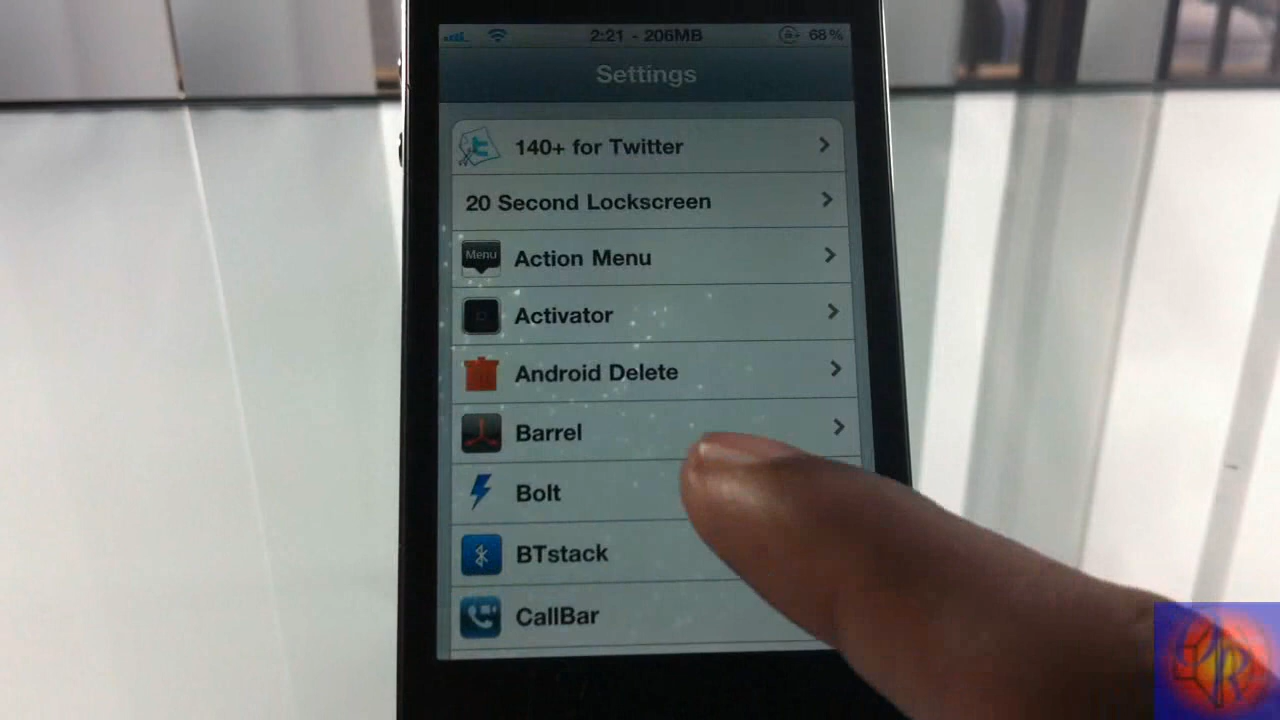 2:21 - 206MB 68%
Settings
140+ for Twitter
20 Second Lockscreen
Menu Action Menu
Activator
Android Delete
Barrel
Bolt
BTstack
CallBar